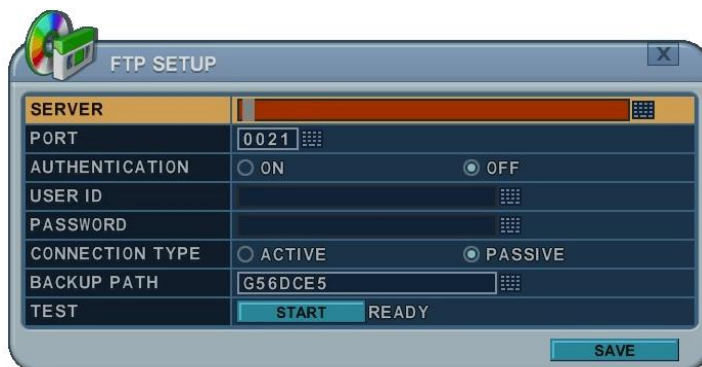 FTP SETUP
X
SERVER
PORT 0021
AUTHENTICATION ON OFF
USER ID
PASSWORD
CONNECTION TYPE ACTIVE PASSIVE
BACKUP PATH G56DCE5
TEST START READY
SAVE